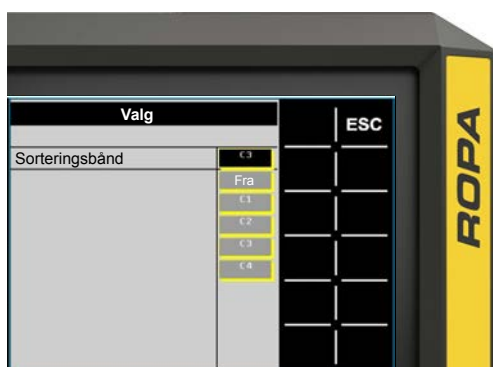 Valg
ESC
Sorteringsbånd
C3
Fra
C1
C2
C3
C4
ROPA